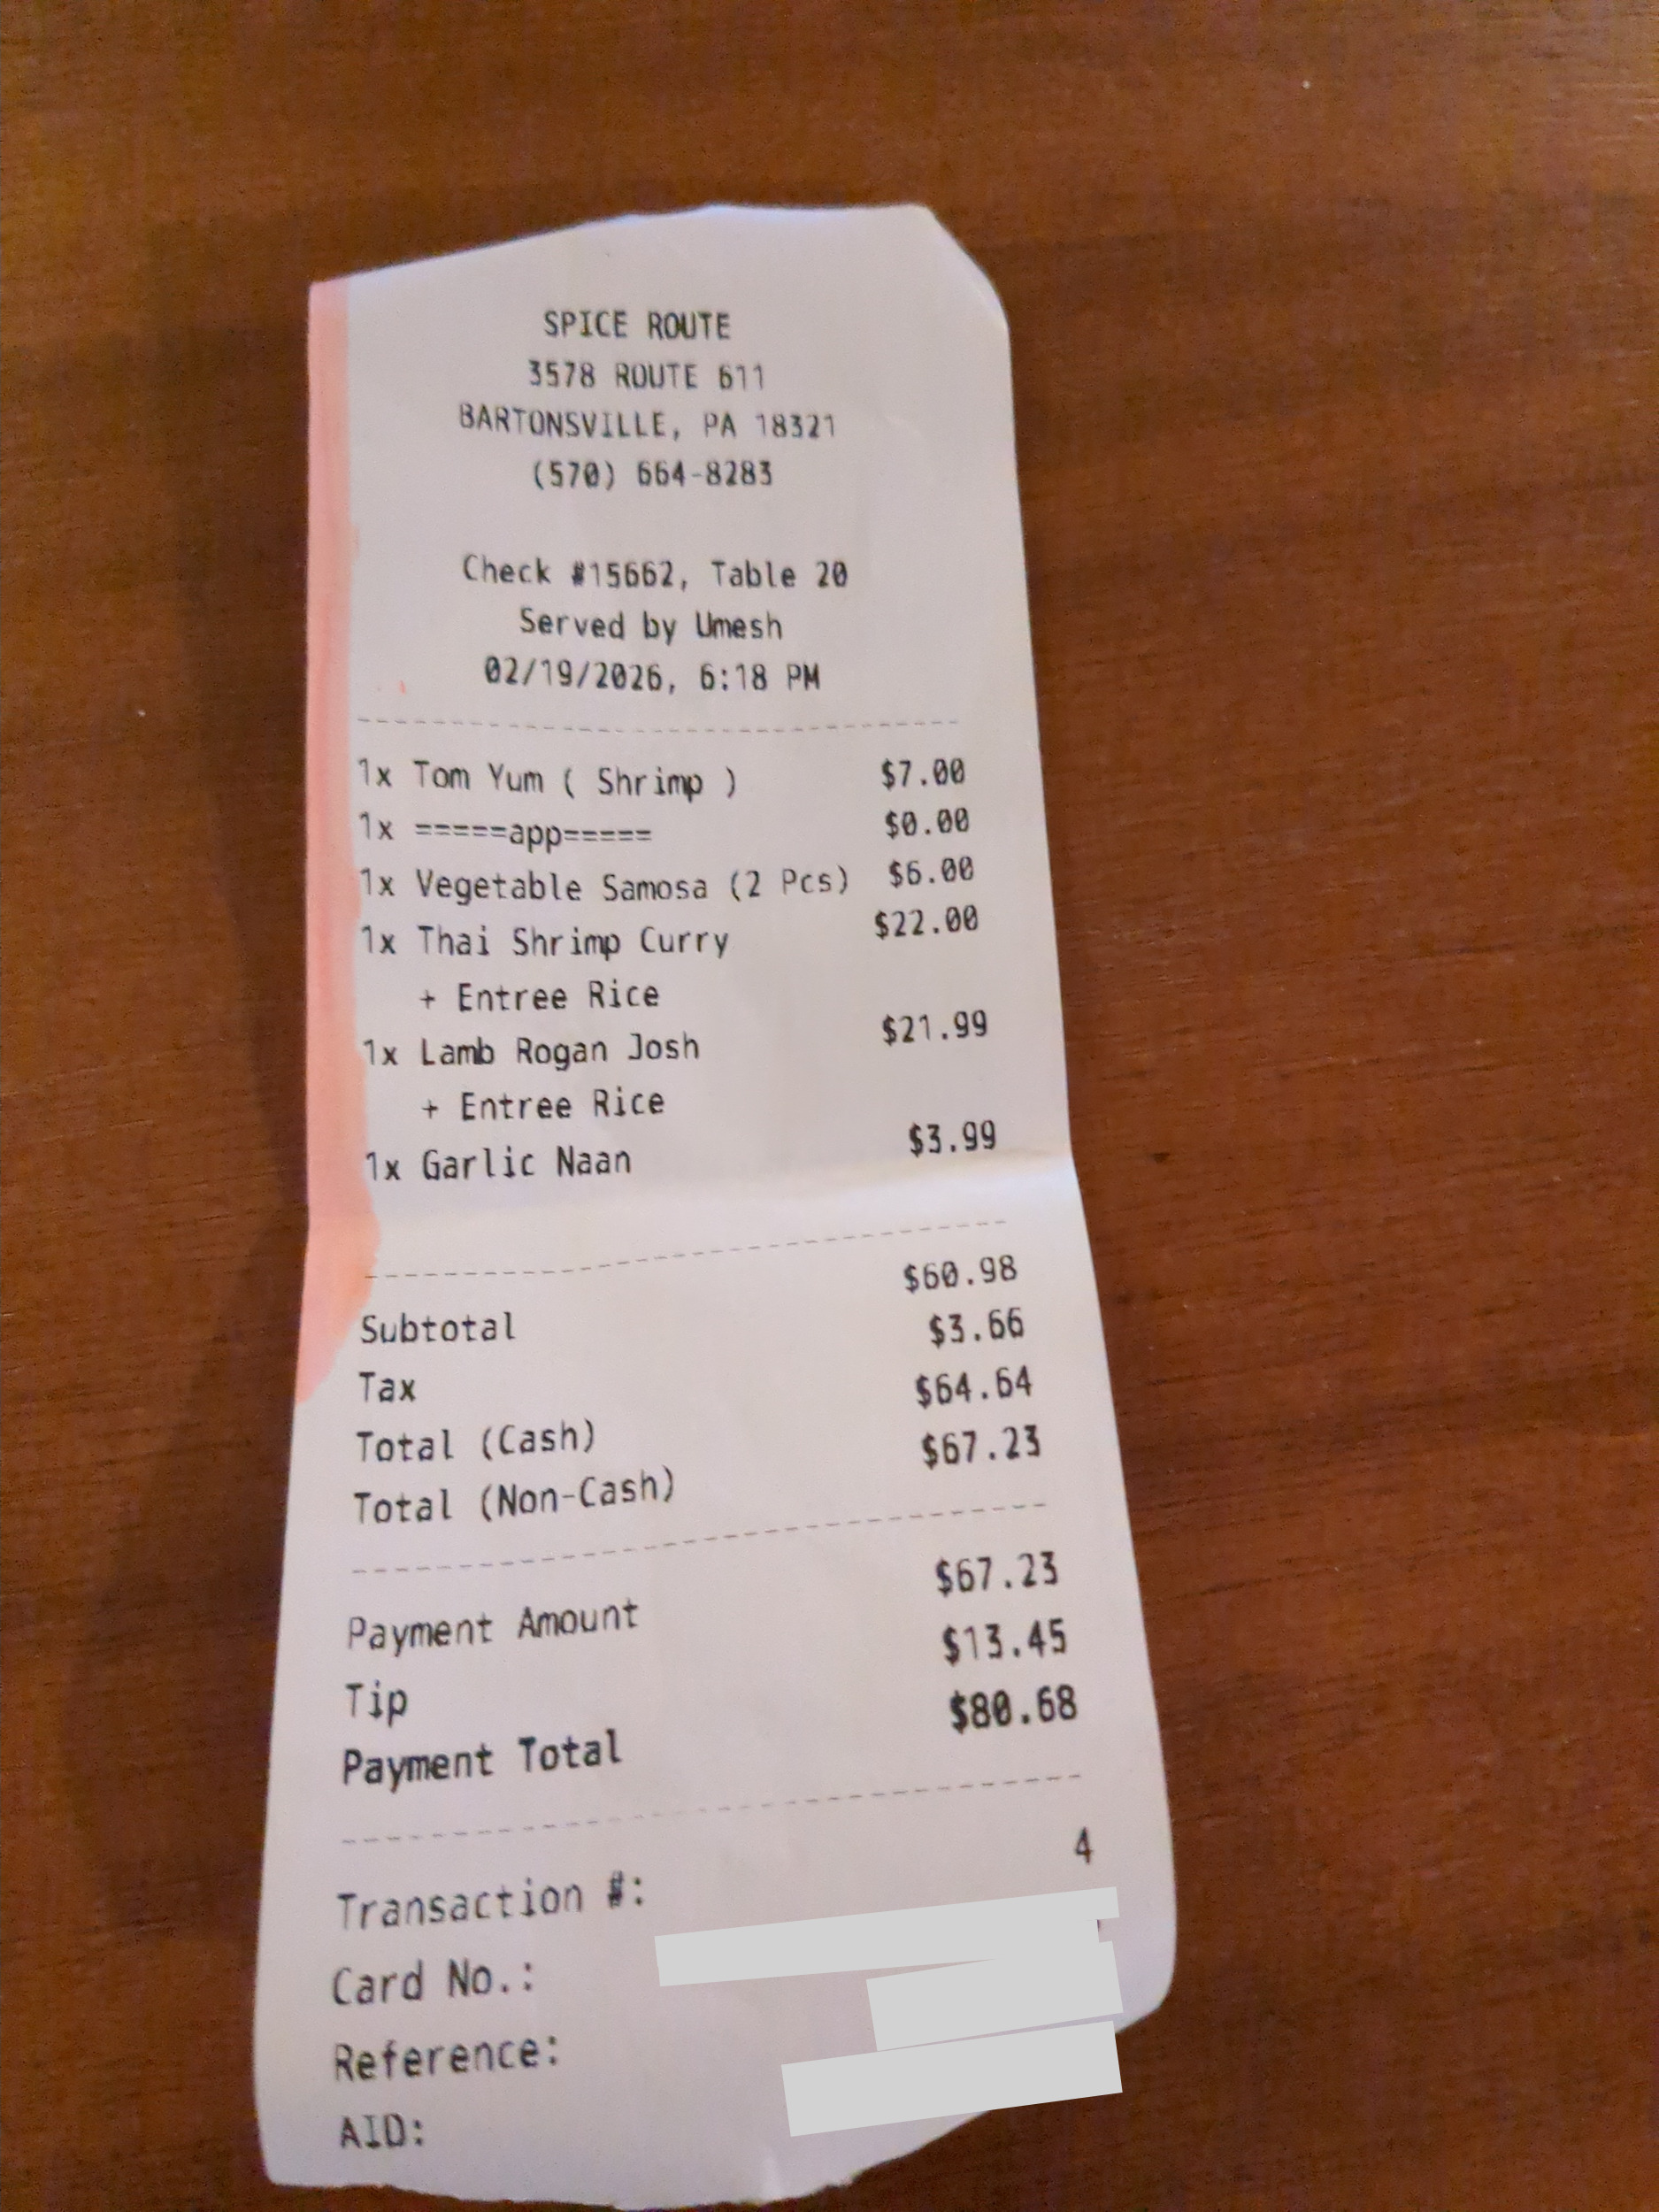 SPICE ROUTE
3578 ROUTE 611
BARTONSVILLE, PA 18321
(570) 664-8283
Check #15662, Table 20
Served by Umesh
02/19/2026, 6:18 PM
1x Tom Yum ( Shrimp ) $7.00
1x =====app===== $0.00
1x Vegetable Samosa (2 Pcs) $6.00
1x Thai Shrimp Curry $22.00
+ Entree Rice
1x Lamb Rogan Josh $21.99
+ Entree Rice
1x Garlic Naan $3.99
Subtotal $60.98
Tax $3.66
Total (Cash) $64.64
Total (Non-Cash) $67.23
Payment Amount $67.23
Tip $13.45
Payment Total $80.68
Transaction #: 4
Card No.:
Reference:
AID: